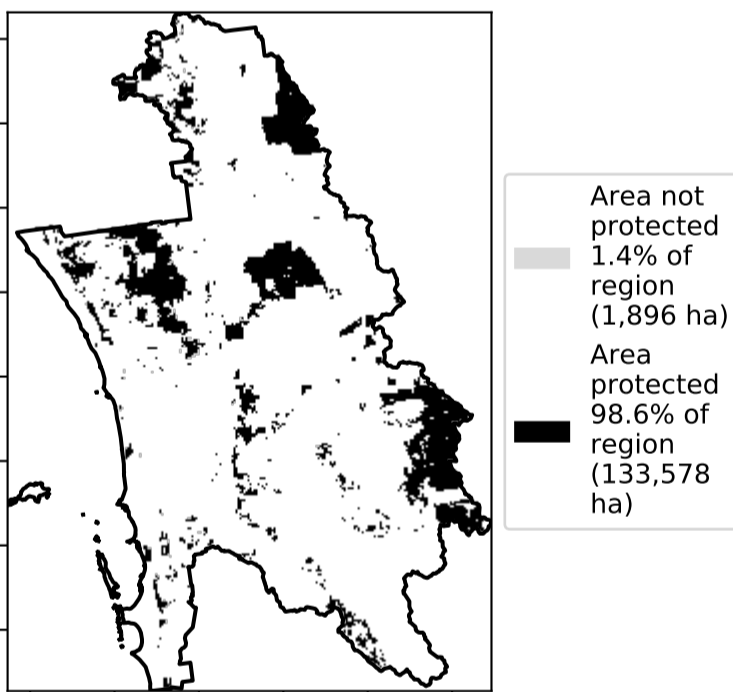 Area not
protected
1.4% of
region
(1,896 ha)
Area
protected
98.6% of
region
(133,578
ha)